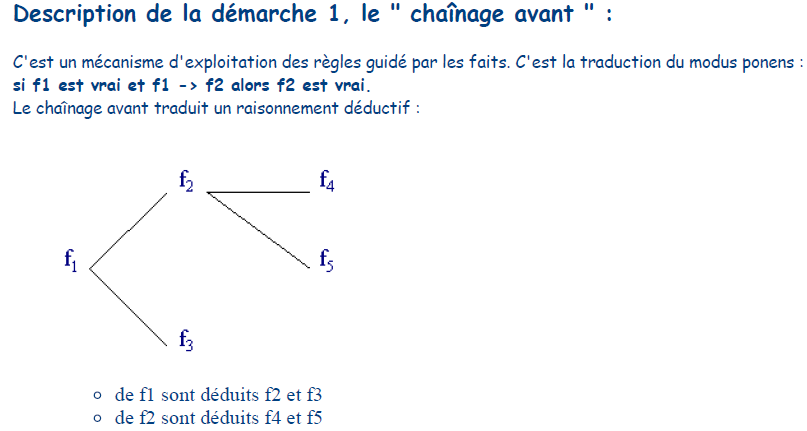 Description de la démarche 1, le " chaînage avant " :
C'est un mécanisme d'exploitation des règles guidé par les faits. C'est la traduction du modus ponens :
si f1 est vrai et f1 -> f2 alors f2 est vrai.
Le chaînage avant traduit un raisonnement déductif :
f2 f4
f1 f5
f3
de f1 sont déduits f2 et f3
de f2 sont déduits f4 et f5